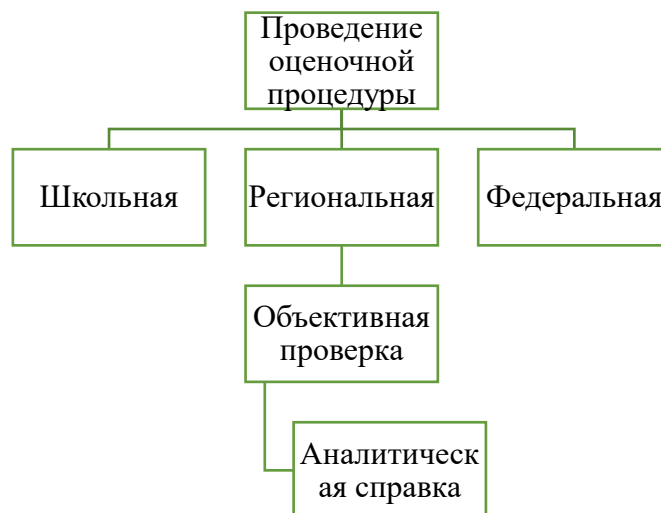 Проведение
оценочной
процедуры
Школьная
Региональная
Федеральная
Объективная
проверка
Аналитическ
ая справка